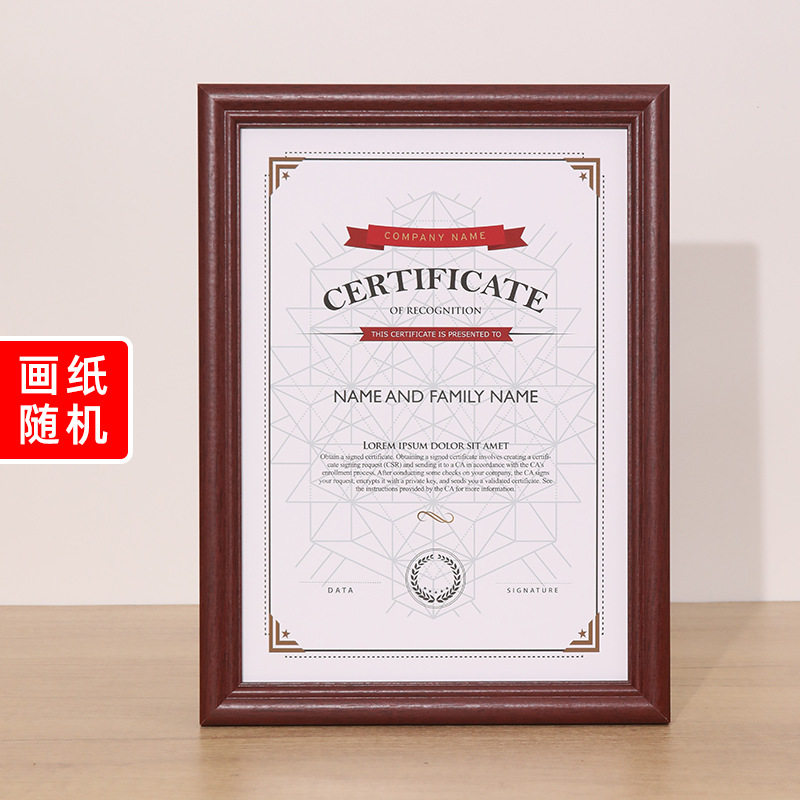 画纸
随机
COMPANY NAME
CERTIFICATE
OF RECOGNITION
THIS CERTIFICATE IS PRESENTED TO
NAME AND FAMILY NAME
LOREM IPSUM DOLOR SIT AMET
Obtain a signed certificate. Obtaining a signed certificate involves creating a certifi-
cate signing request (CSR) and sending it to a CA in accordance with the CA's
enrollment process. After conducting some checks on your company, the CA signs
your request, encrypts it with a private key, and sends you a validated certificate. See
the instructions provided by the CA for more information.
DATA
SIGNATURE